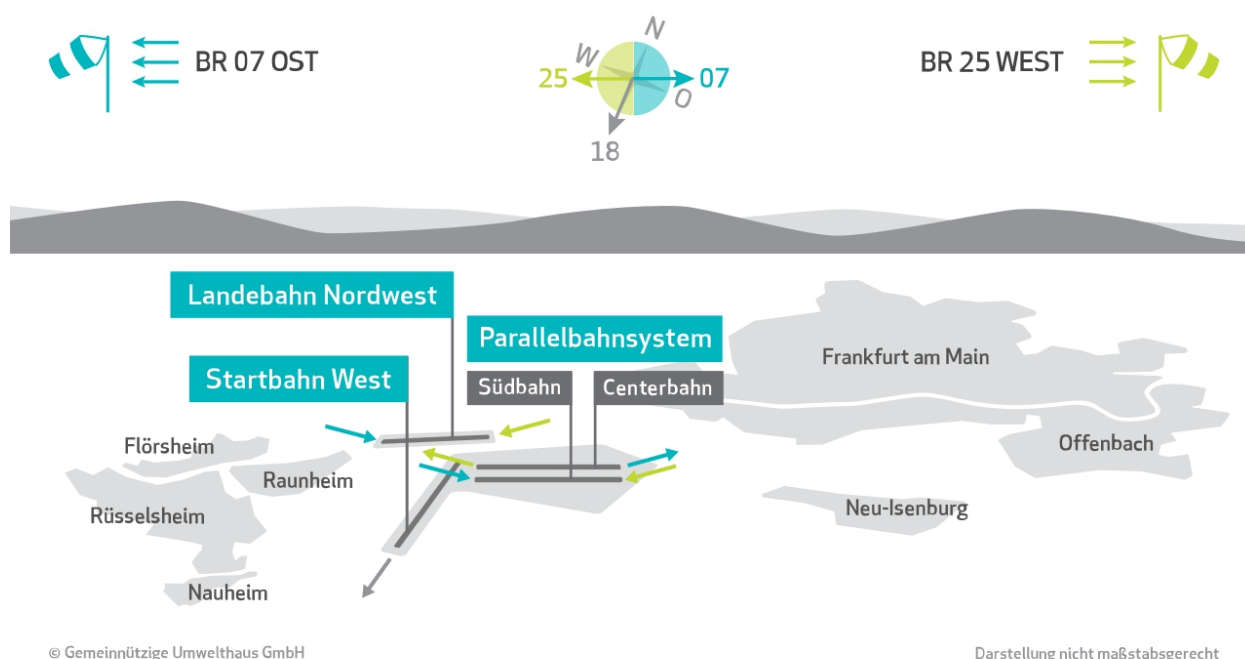 BR 07 OST
N
W
25
07
O
18
BR 25 WEST
Landebahn Nordwest
Parallelbahnsystem
Startbahn West
Südbahn
Centerbahn
Frankfurt am Main
Flörsheim
Raunheim
Offenbach
Rüsselsheim
Neu-Isenburg
Nauheim
© Gemeinnützige Umwelthaus GmbH
Darstellung nicht maßstabsgerecht